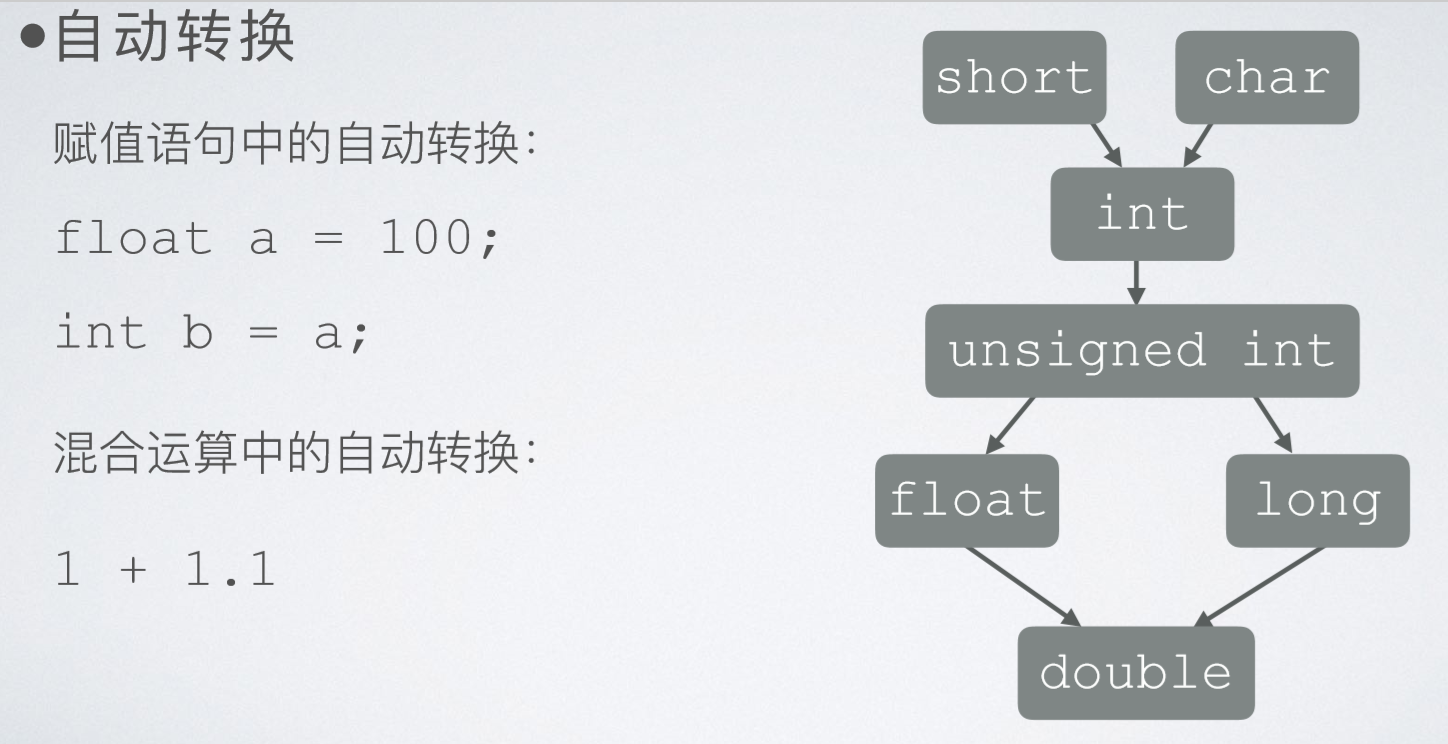 •自动转换
赋值语句中的自动转换：
float a = 100;
int b = a;
混合运算中的自动转换：
1 + 1.1
short
char
int
unsigned int
float
long
double